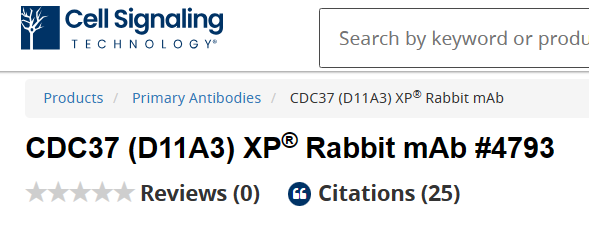 Cell Signaling
TECHNOLOGY®
Search by keyword or produ
Products / Primary Antibodies / CDC37 (D11A3) XP® Rabbit mAb
CDC37 (D11A3) XP® Rabbit mAb #4793
Reviews (0) Citations (25)